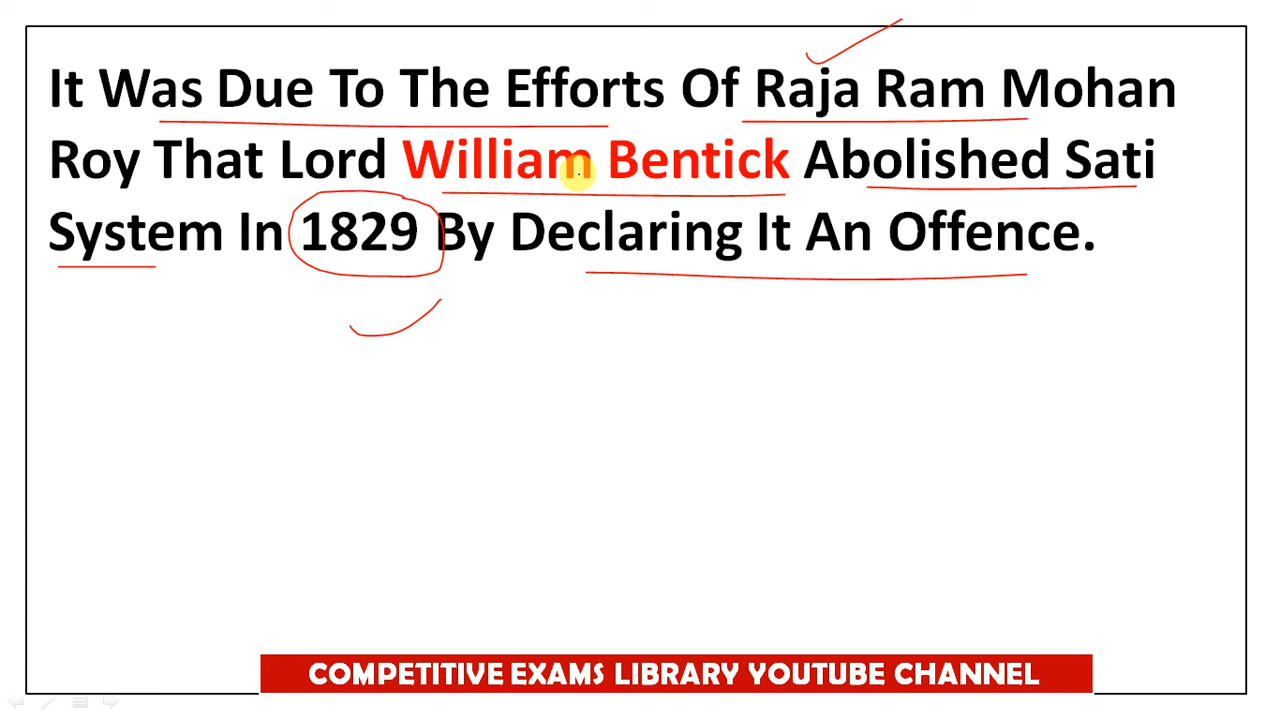 It Was Due To The Efforts Of Raja Ram Mohan
Roy That Lord William Bentick Abolished Sati
System In 1829 By Declaring It An Offence.
COMPETITIVE EXAMS LIBRARY YOUTUBE CHANNEL